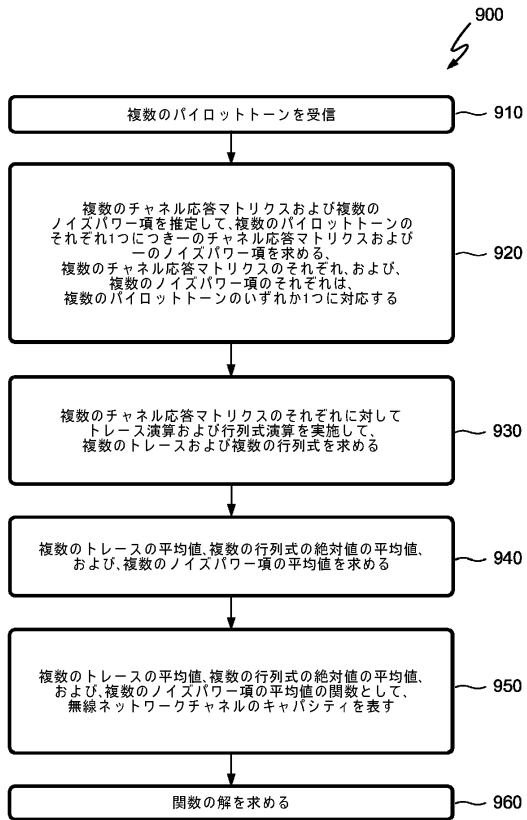 900
複数のパイロットトーンを受信
910
複数のチャネル応答マトリクスおよび複数の
ノイズパワー項を推定して、複数のパイロットトーンの
それぞれ1つにつき一のチャネル応答マトリクスおよび
一のノイズパワー項を求める、
複数のチャネル応答マトリクスのそれぞれ、および、
複数のノイズパワー項のそれぞれは、
複数のパイロットトーンのいずれか1つに対応する
920
複数のチャネル応答マトリクスのそれぞれに対して
トレース演算および行列式演算を実施して、
複数のトレースおよび複数の行列式を求める
930
複数のトレースの平均値、複数の行列式の絶対値の平均値、
および、複数のノイズパワー項の平均値を求める
940
複数のトレースの平均値、複数の行列式の絶対値の平均値、
および、複数のノイズパワー項の平均値の関数として、
無線ネットワークチャネルのキャパシティを表す
950
関数の解を求める
960